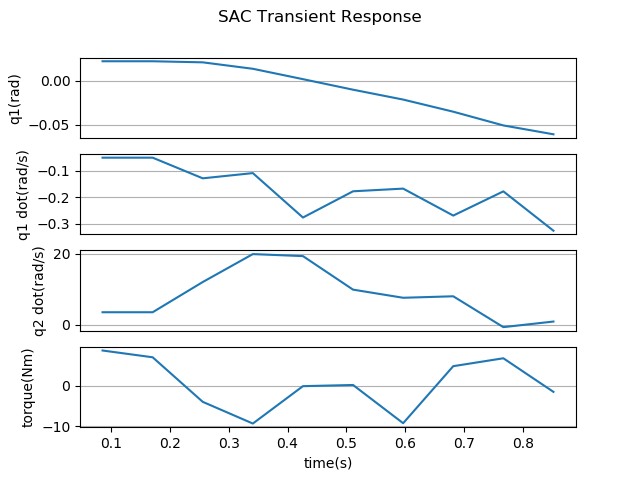 SAC Transient Response
q1(rad)
0.00
−0.05
q1 dot(rad/s)
−0.1
−0.2
−0.3
q2 dot(rad/s)
20
0
torque(Nm)
0
−10
0.1 0.2 0.3 0.4 0.5 0.6 0.7 0.8
time(s)